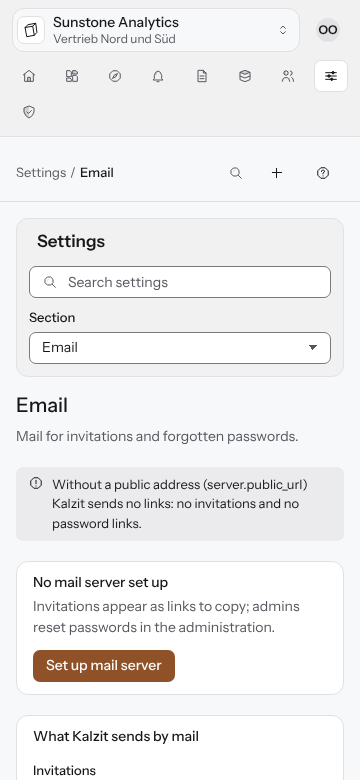 Sunstone Analytics
Vertrieb Nord und Süd
OO
Settings / Email
Settings
Search settings
Section
Email
Email
Mail for invitations and forgotten passwords.
Without a public address (server.public_url)
Kalzit sends no links: no invitations and no
password links.
No mail server set up
Invitations appear as links to copy; admins
reset passwords in the administration.
Set up mail server
What Kalzit sends by mail
Invitations